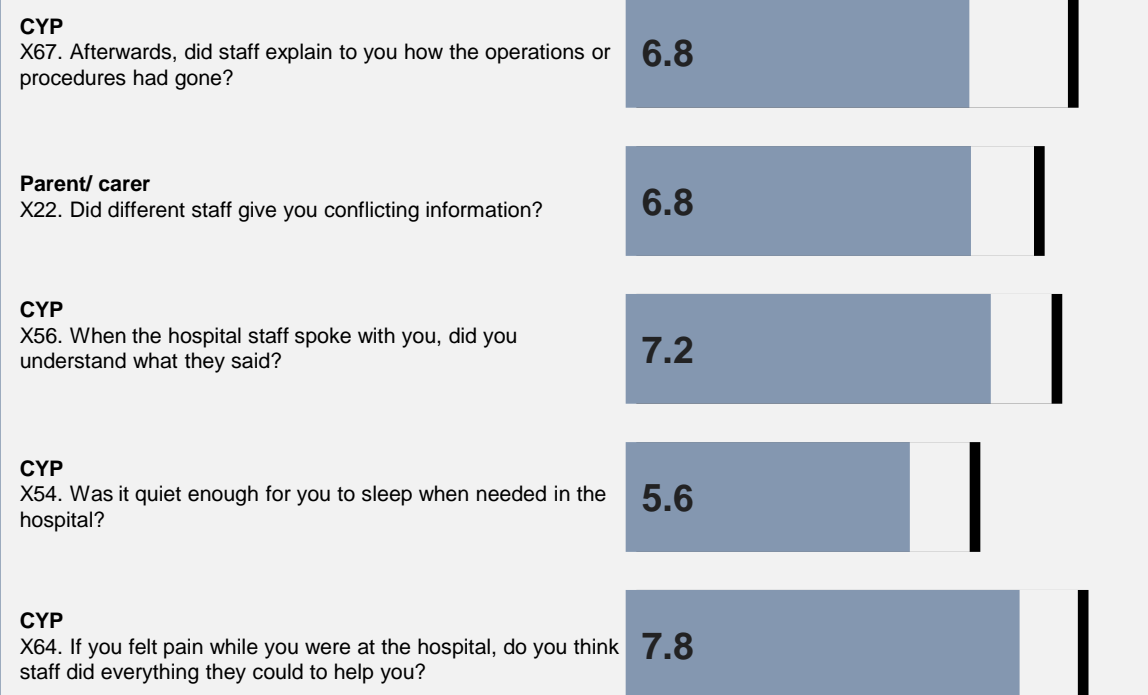 CYP
X67. Afterwards, did staff explain to you how the operations or
procedures had gone?
6.8
Parent/ carer
X22. Did different staff give you conflicting information?
6.8
CYP
X56. When the hospital staff spoke with you, did you
understand what they said?
7.2
CYP
X54. Was it quiet enough for you to sleep when needed in the
hospital?
5.6
CYP
X64. If you felt pain while you were at the hospital, do you think
staff did everything they could to help you?
7.8